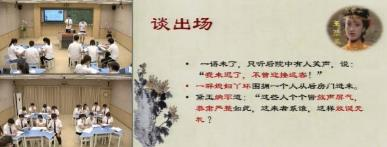 谈出场
• 一语未了,只听后院中有人笑声,说:
“我来迟了,不曾迎接远客!”
• 一群媳妇丫环围拥一个人从后房门进来。
• 黛玉纳罕道:“这些人个个皆敛声屏气,
恭肃严整如此,这来者系谁,这样放诞无
礼?